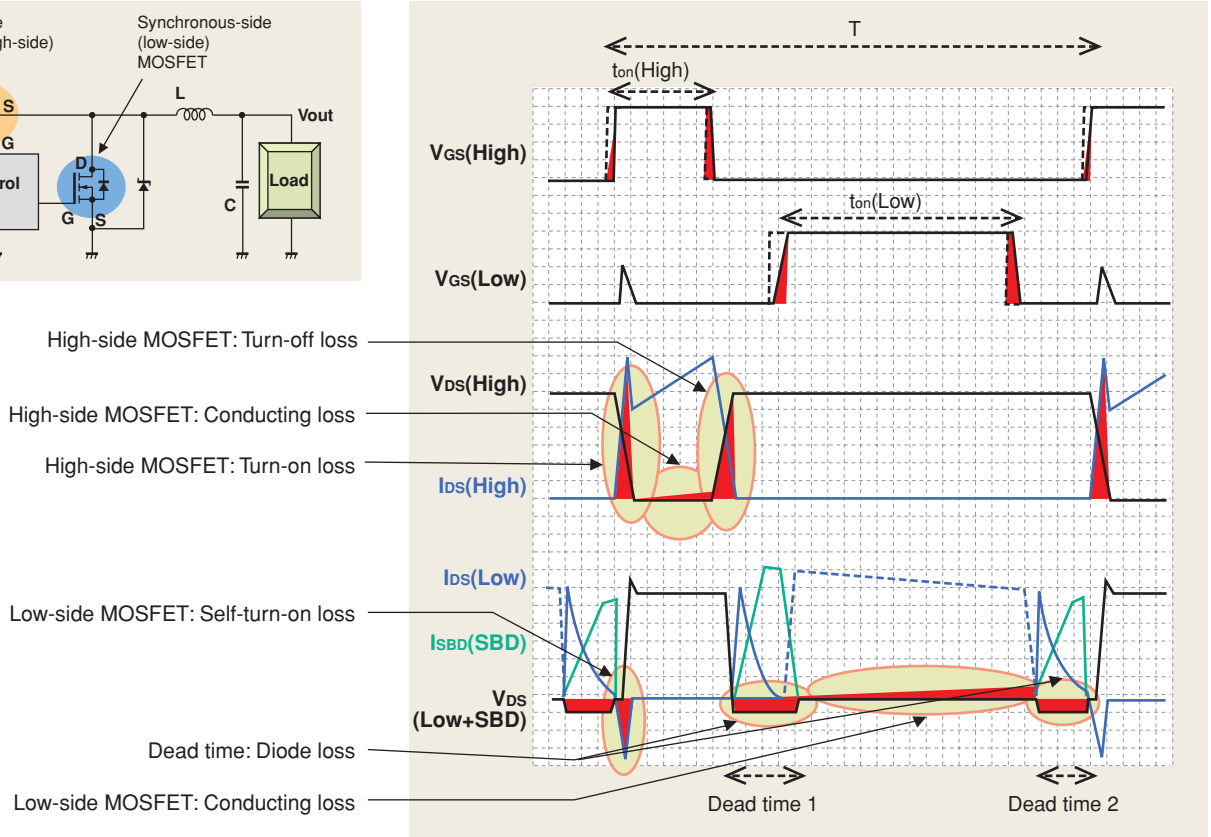 Synchronous-side
(low-side)
MOSFET
S
G
L
Vout
D
G
S
C
Load
T
ton(High)
VGS(High)
ton(Low)
VGS(Low)
High-side MOSFET: Turn-off loss
VDS(High)
High-side MOSFET: Conducting loss
High-side MOSFET: Turn-on loss
IDS(High)
IDS(Low)
Low-side MOSFET: Self-turn-on loss
ISBD(SBD)
VDS
(Low+SBD)
Dead time: Diode loss
Low-side MOSFET: Conducting loss
Dead time 1
Dead time 2